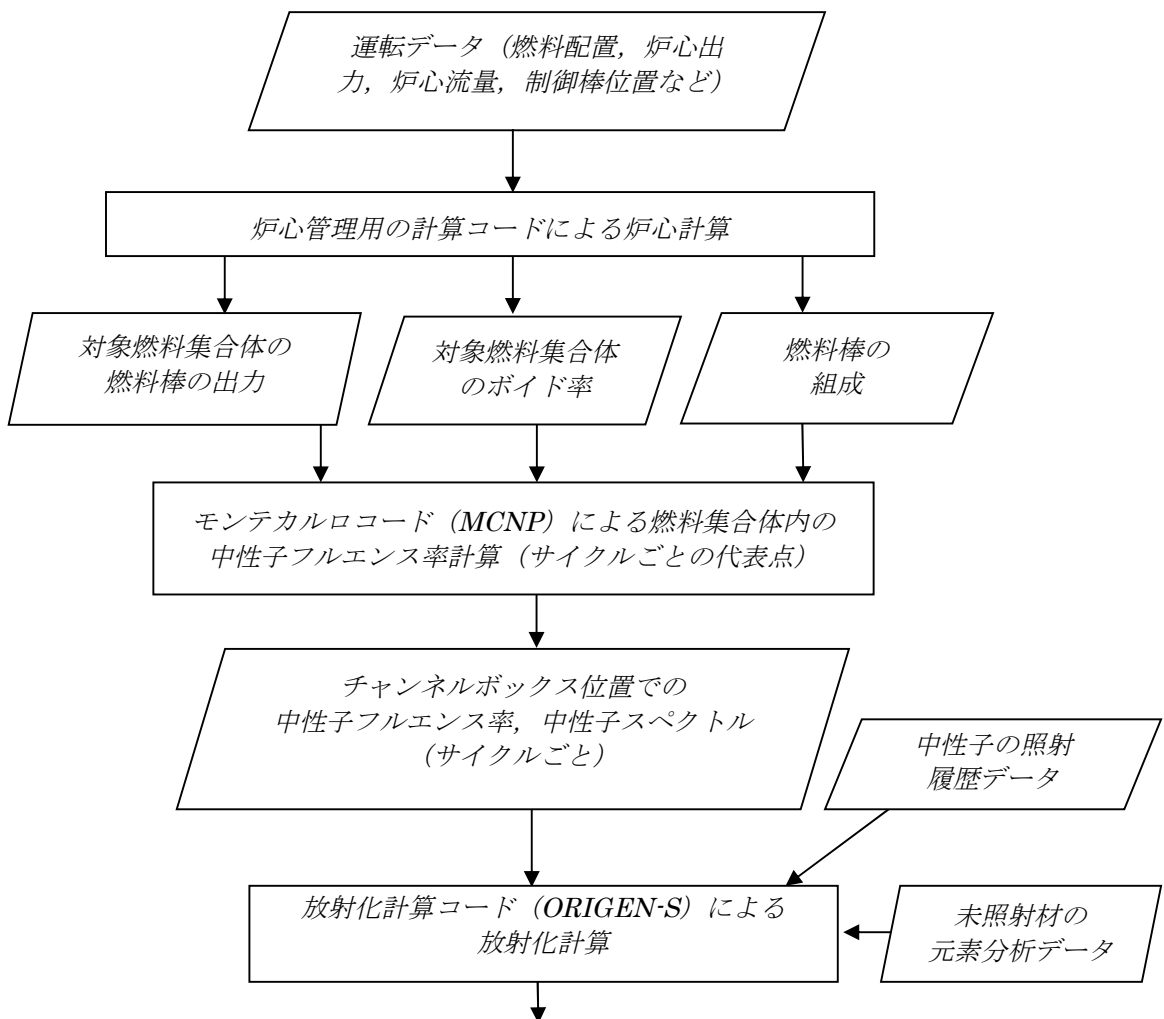 運転データ（燃料配置，炉心出
力，炉心流量，制御棒位置など）
炉心管理用の計算コードによる炉心計算
対象燃料集合体の
燃料棒の出力
対象燃料集合体
のボイド率
燃料棒の
組成
モンテカルロコード（MCNP）による燃料集合体内の
中性子フルエンス率計算（サイクルごとの代表点）
チャンネルボックス位置での
中性子フルエンス率，中性子スペクトル
（サイクルごと）
中性子の照射
履歴データ
放射化計算コード（ORIGEN-S）による
放射化計算
未照射材の
元素分析データ